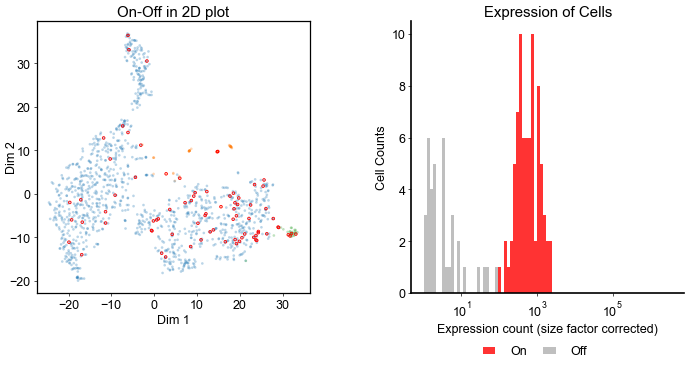 On-Off in 2D plot
Dim 2
30
20
10
0
−10
−20
−20 −10 0 10 20 30
Dim 1
Expression of Cells
Cell Counts
10
8
6
4
2
0
10^1 10^3 10^5
Expression count (size factor corrected)
On Off